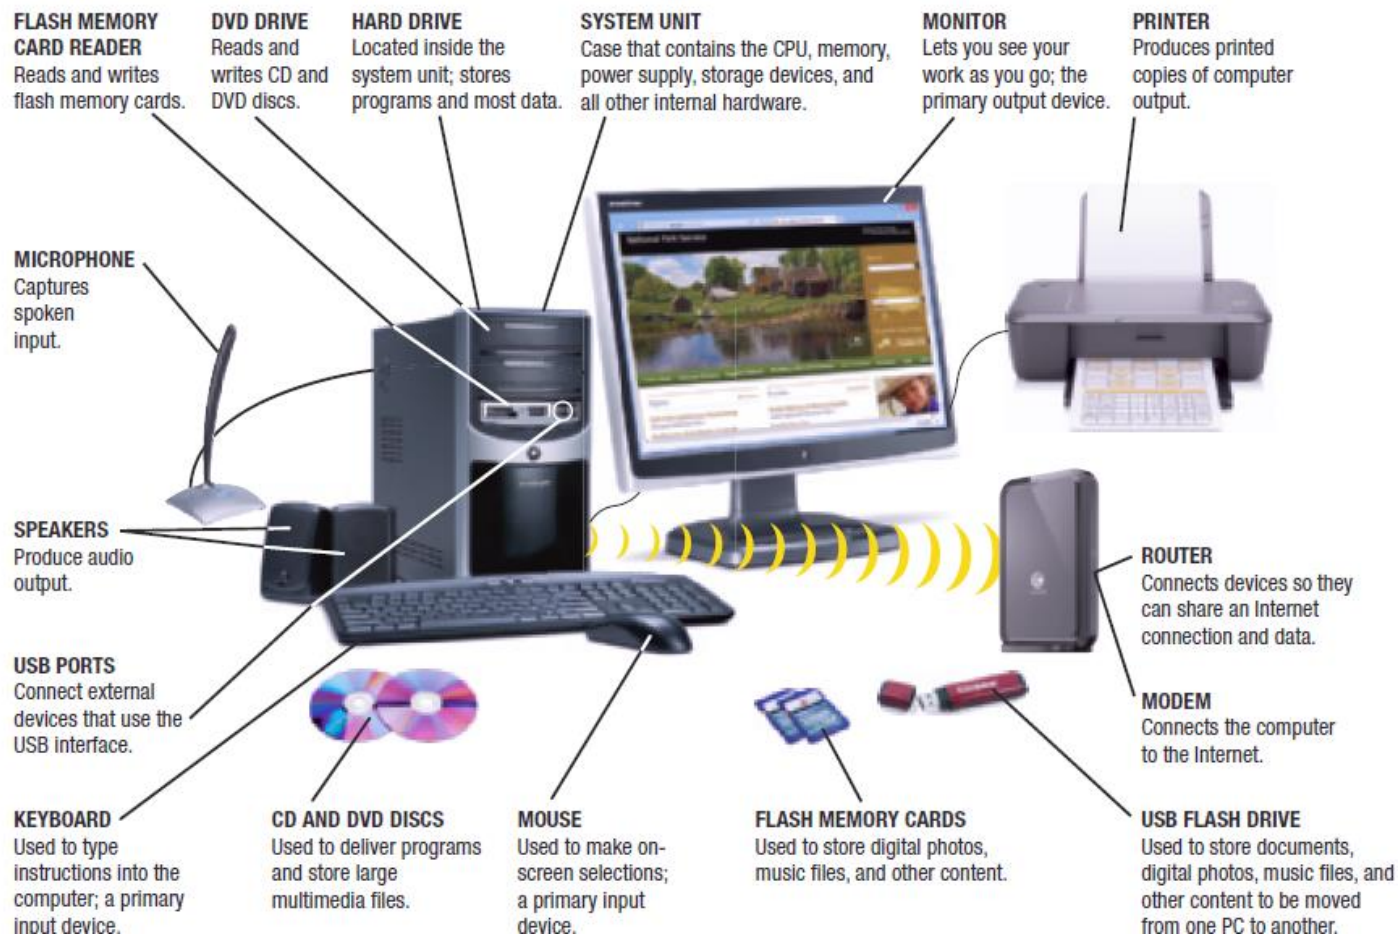 FLASH MEMORY
CARD READER
Reads and writes
flash memory cards.
DVD DRIVE
Reads and
writes CD and
DVD discs.
HARD DRIVE
Located inside the
system unit; stores
programs and most data.
SYSTEM UNIT
Case that contains the CPU, memory,
power supply, storage devices, and
all other internal hardware.
MONITOR
Lets you see your
work as you go; the
primary output device.
PRINTER
Produces printed
copies of computer
output.
MICROPHONE
Captures
spoken
input.
National Park Service
SPEAKERS
Produce audio
output.
ROUTER
Connects devices so they
can share an Internet
connection and data.
USB PORTS
Connect external
devices that use the
USB interface.
MODEM
Connects the computer
to the Internet.
KEYBOARD
Used to type
instructions into the
computer; a primary
input device.
CD AND DVD DISCS
Used to deliver programs
and store large
multimedia files.
MOUSE
Used to make on-
screen selections;
a primary input
device.
FLASH MEMORY CARDS
Used to store digital photos,
music files, and other content.
USB FLASH DRIVE
Used to store documents,
digital photos, music files, and
other content to be moved
from one PC to another.